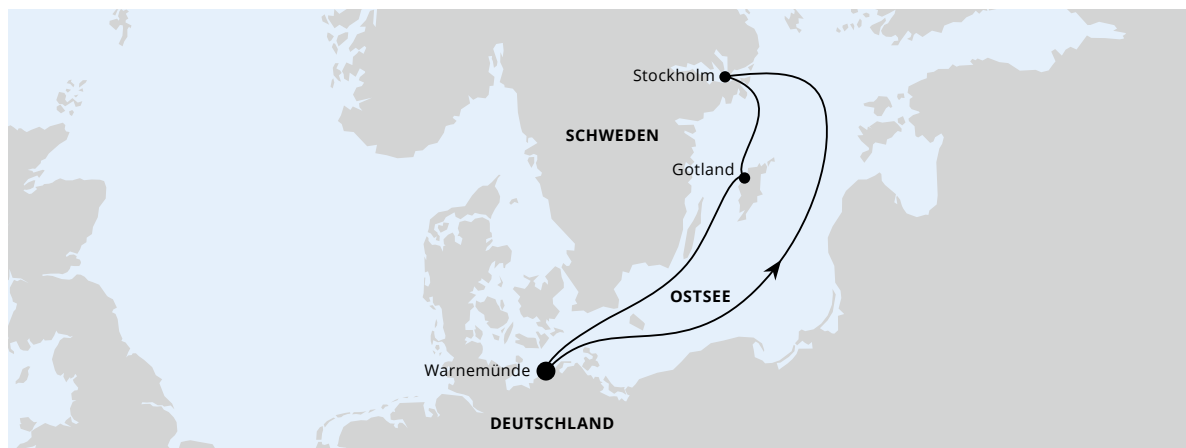 Stockholm
SCHWEDEN
Gotland
OSTSEE
Warnemünde
DEUTSCHLAND